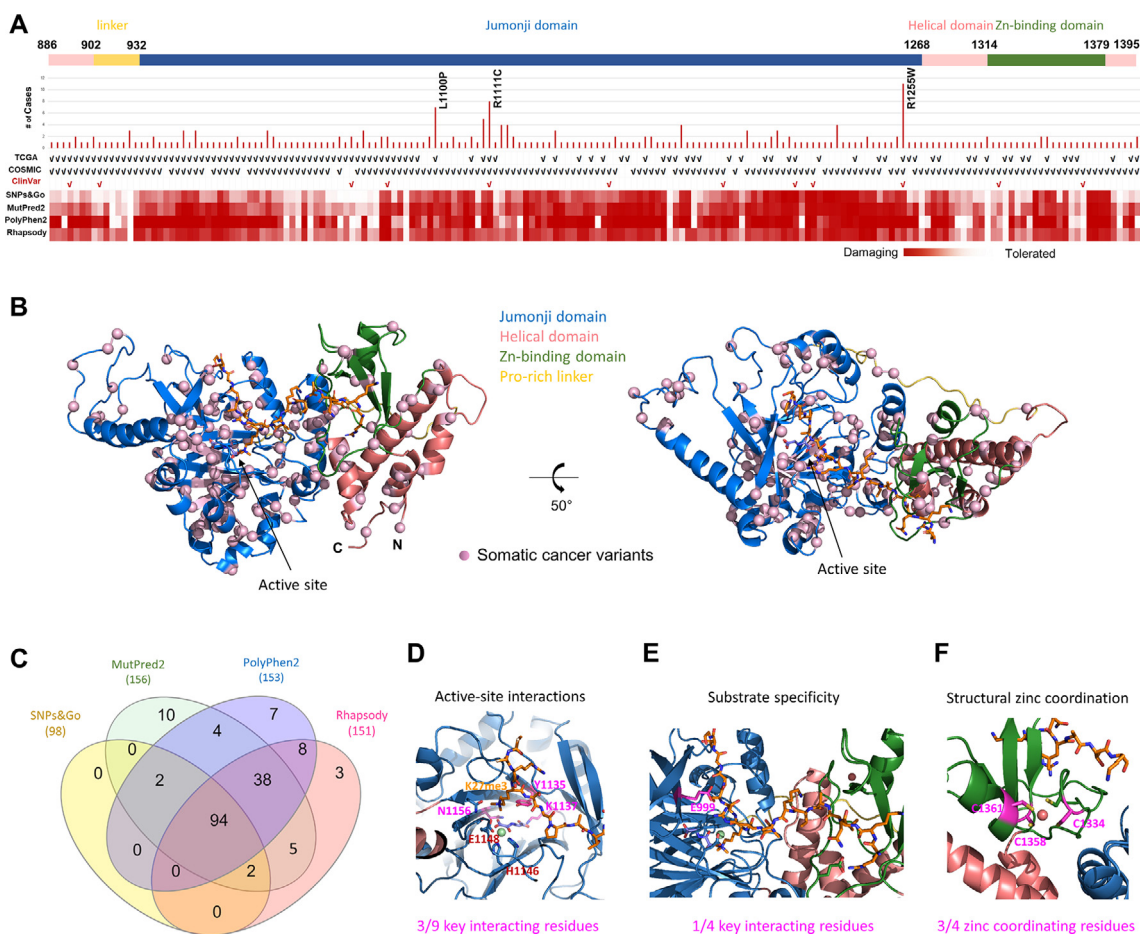 A
linker
Jumonji domain
Helical domain
Zn-binding domain
886
902
932
1268
1314
1379
1395
# of Cases
L1100P
R1111C
R1255W
TCGA
COSMIC
ClinVar
SNPs&Go
MutPred2
PolyPhen2
Rhapsody
Damaging
Tolerated
B
Jumonji domain
Helical domain
Zn-binding domain
Pro-rich linker
50°
C
N
Active site
Somatic cancer variants
Active site
C
MutPred2
(156)
PolyPhen2
(153)
SNPs&Go
(98)
Rhapsody
(151)
10
7
0
4
8
0
2
38
3
94
0
5
0
2
0
D
Active-site interactions
K27me3
Y1135
N1156
K1137
E1148
H1146
3/9 key interacting residues
E
Substrate specificity
E999
1/4 key interacting residues
F
Structural zinc coordination
C1361
C1334
C1358
3/4 zinc coordinating residues